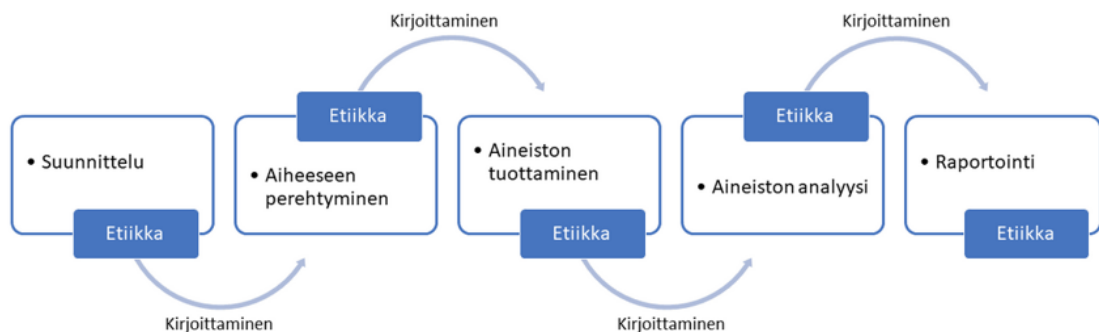 Kirjoittaminen
Kirjoittaminen
Etiikka
Etiikka
• Suunnittelu
• Aiheeseen
perehtyminen
• Aineiston
tuottaminen
• Aineiston analyysi
• Raportointi
Etiikka
Etiikka
Etiikka
Kirjoittaminen
Kirjoittaminen